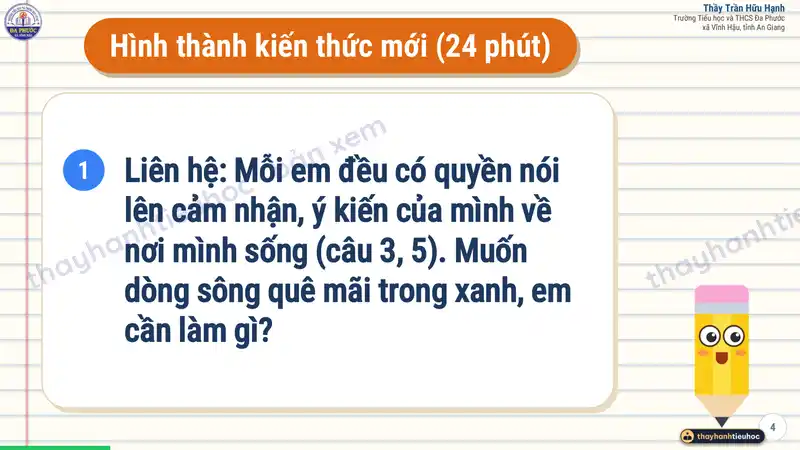 Thầy Trần Hữu Hạnh
Trường Tiểu học và THCS Đa Phước
xã Vĩnh Hậu, tỉnh An Giang
ĐA PHƯỚC
Hình thành kiến thức mới (24 phút)
1
Liên hệ: Mỗi em đều có quyền nói
lên cảm nhận, ý kiến của mình về
nơi mình sống (câu 3, 5). Muốn
dòng sông quê mãi trong xanh, em
cần làm gì?
4
thayhanhtieuhoc